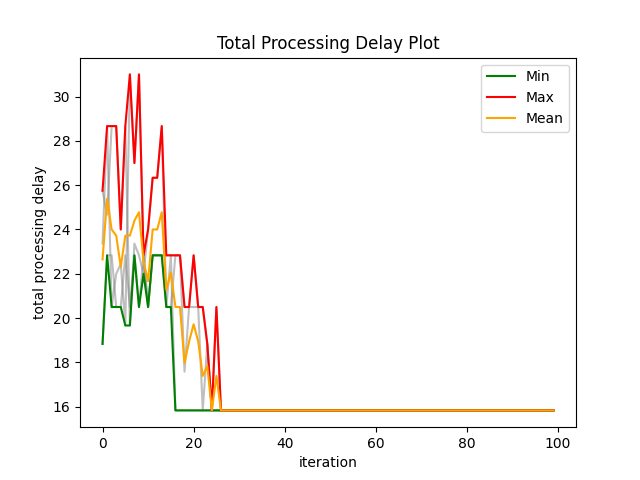 Total Processing Delay Plot
Min
Max
Mean
total processing delay
30
28
26
24
22
20
18
16
0
20
40
60
80
100
iteration